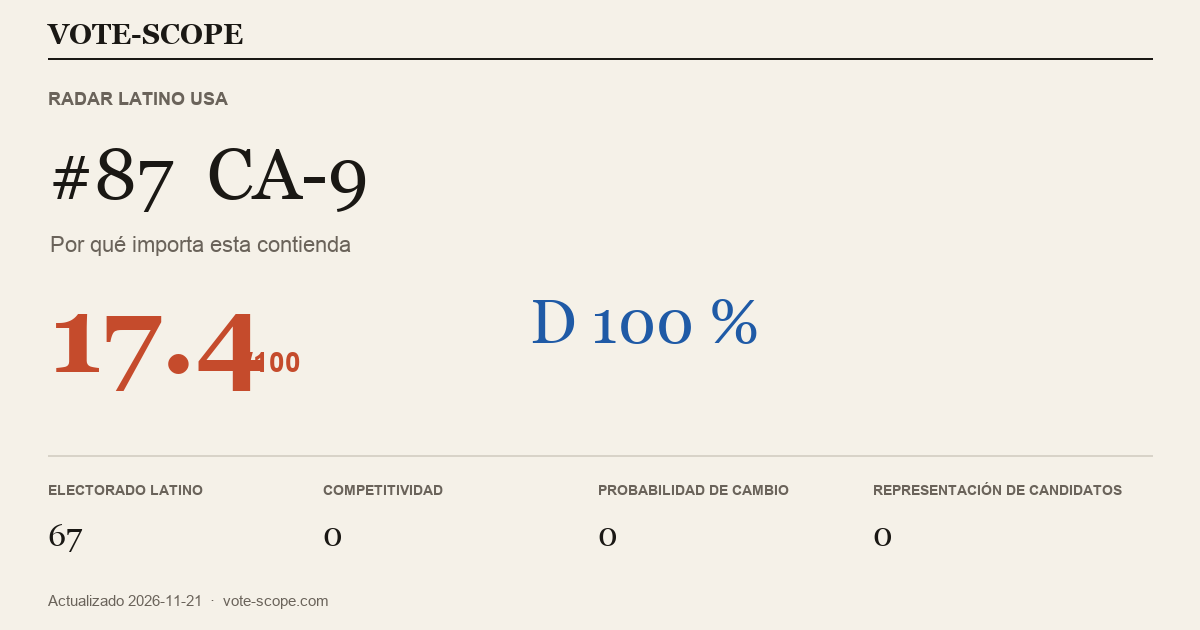 VOTE-SCOPE
RADAR LATINO USA
#87 CA-9
Por qué importa esta contienda
17.4/100
D 100 %
ELECTORADO LATINO
67
COMPETITIVIDAD
0
PROBABILIDAD DE CAMBIO
0
REPRESENTACIÓN DE CANDIDATOS
0
Actualizado 2026-11-21 · vote-scope.com